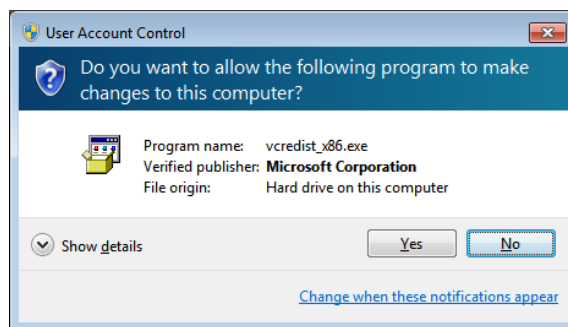 User Account Control
Do you want to allow the following program to make
changes to this computer?
Program name: vcredist_x86.exe
Verified publisher: Microsoft Corporation
File origin: Hard drive on this computer
Show details
Yes
No
Change when these notifications appear